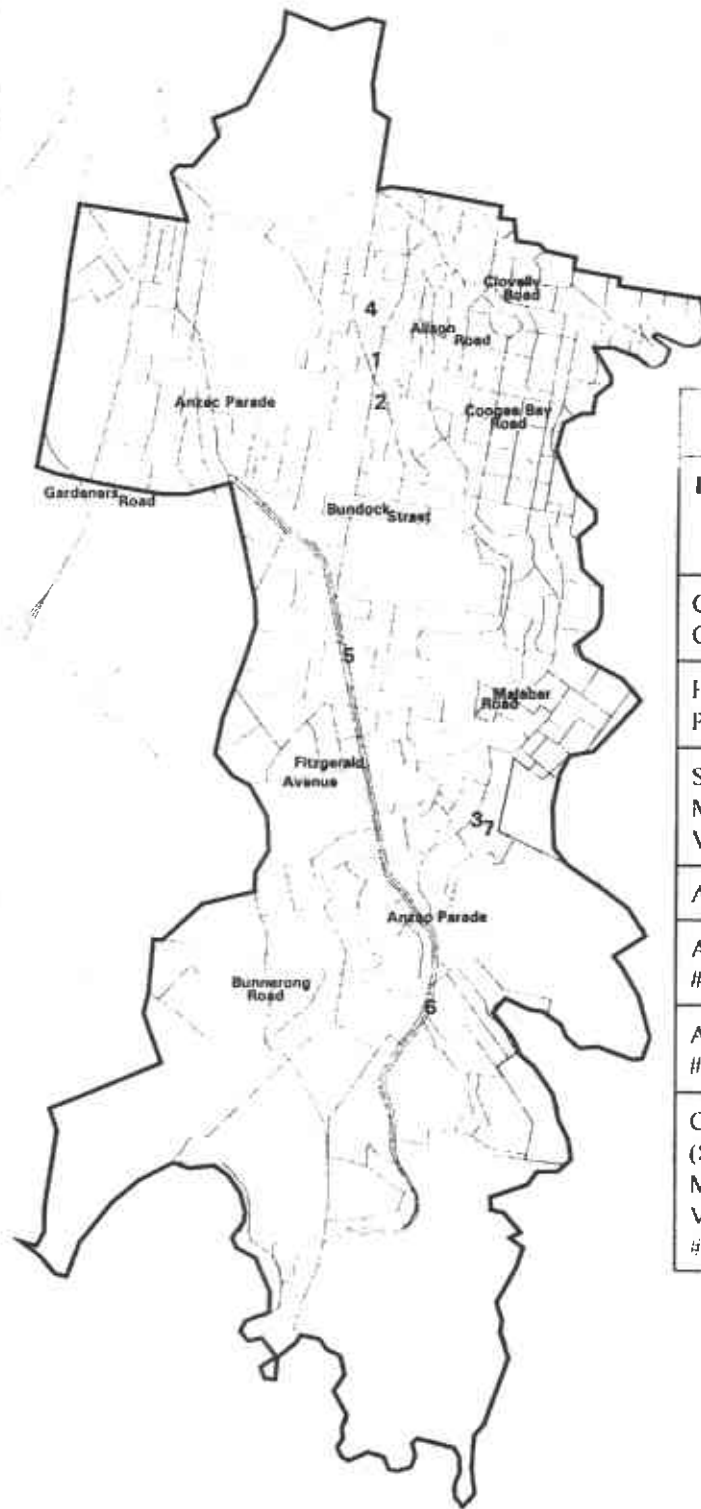 Clovelly
Road
4
Alison
Road
1
Anzac Parade
2
Coogee Bay
Road
Gardeners
Road
Bundock
Street
5
Malabar
Road
Fitzgerald
Avenue
3
7
Anzac Parade
Bunnerong
Road
6
A
A
#
A
#
(
#